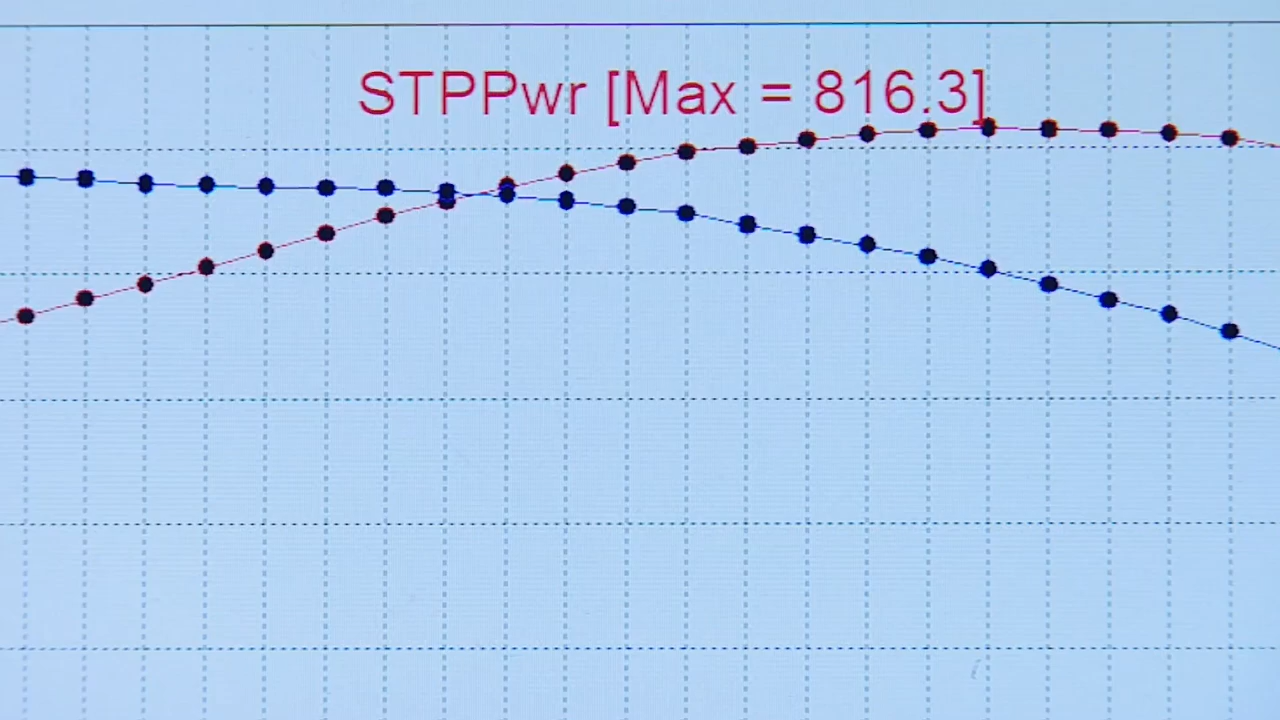 STPPwr [Max = 816.3]